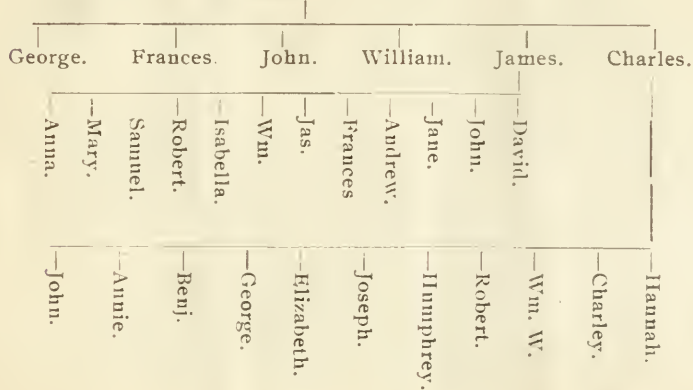 George. Frances. John. William. James. Charles.
Anna.
Mary.
Samuel.
Robert.
Isabella.
Wm.
Jas.
Frances
Andrew.
Jane.
John.
David.
John.
Annie.
Benj.
George.
Elizabeth.
Joseph.
Humphrey.
Robert.
Wm. W.
Charley.
Hannah.